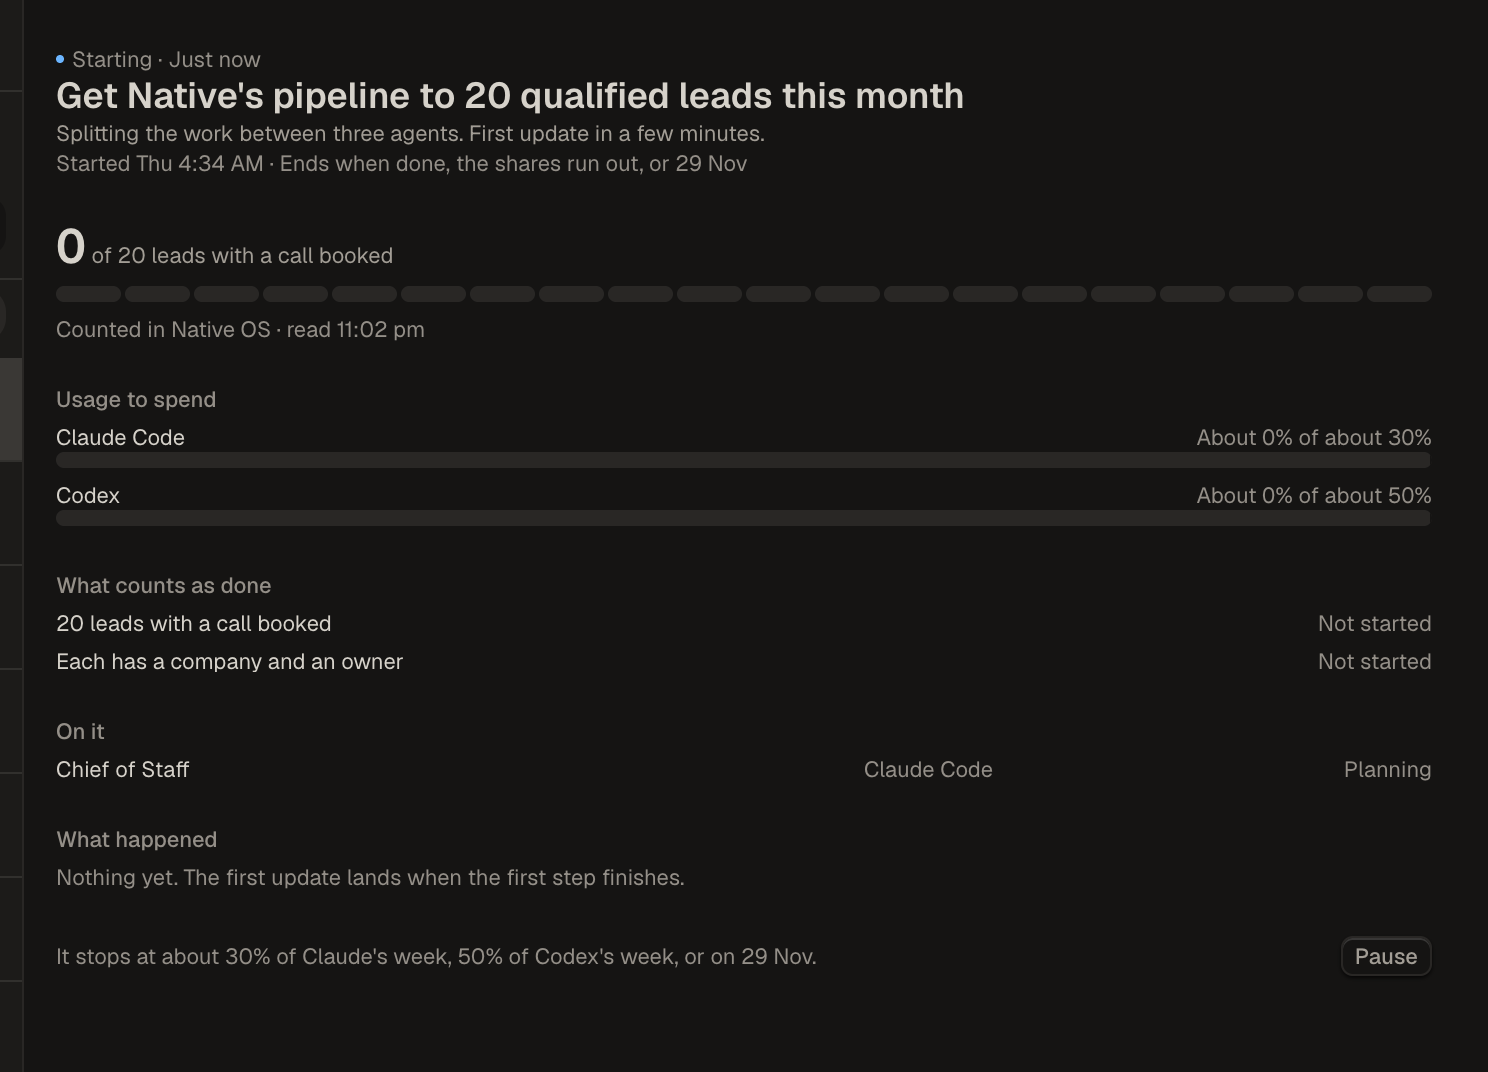 Starting · Just now
Get Native's pipeline to 20 qualified leads this month
Splitting the work between three agents. First update in a few minutes.
Started Thu 4:34 AM · Ends when done, the shares run out, or 29 Nov
0 of 20 leads with a call booked
Counted in Native OS · read 11:02 pm
Usage to spend
Claude Code About 0% of about 30%
Codex About 0% of about 50%
What counts as done
20 leads with a call booked Not started
Each has a company and an owner Not started
On it
Chief of Staff Claude Code Planning
What happened
Nothing yet. The first update lands when the first step finishes.
It stops at about 30% of Claude's week, 50% of Codex's week, or on 29 Nov. Pause